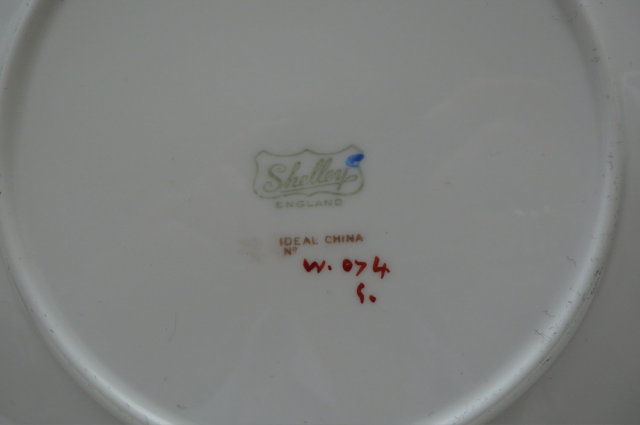 Shelley
ENGLAND
IDEAL CHINA
No
W. 074
S.